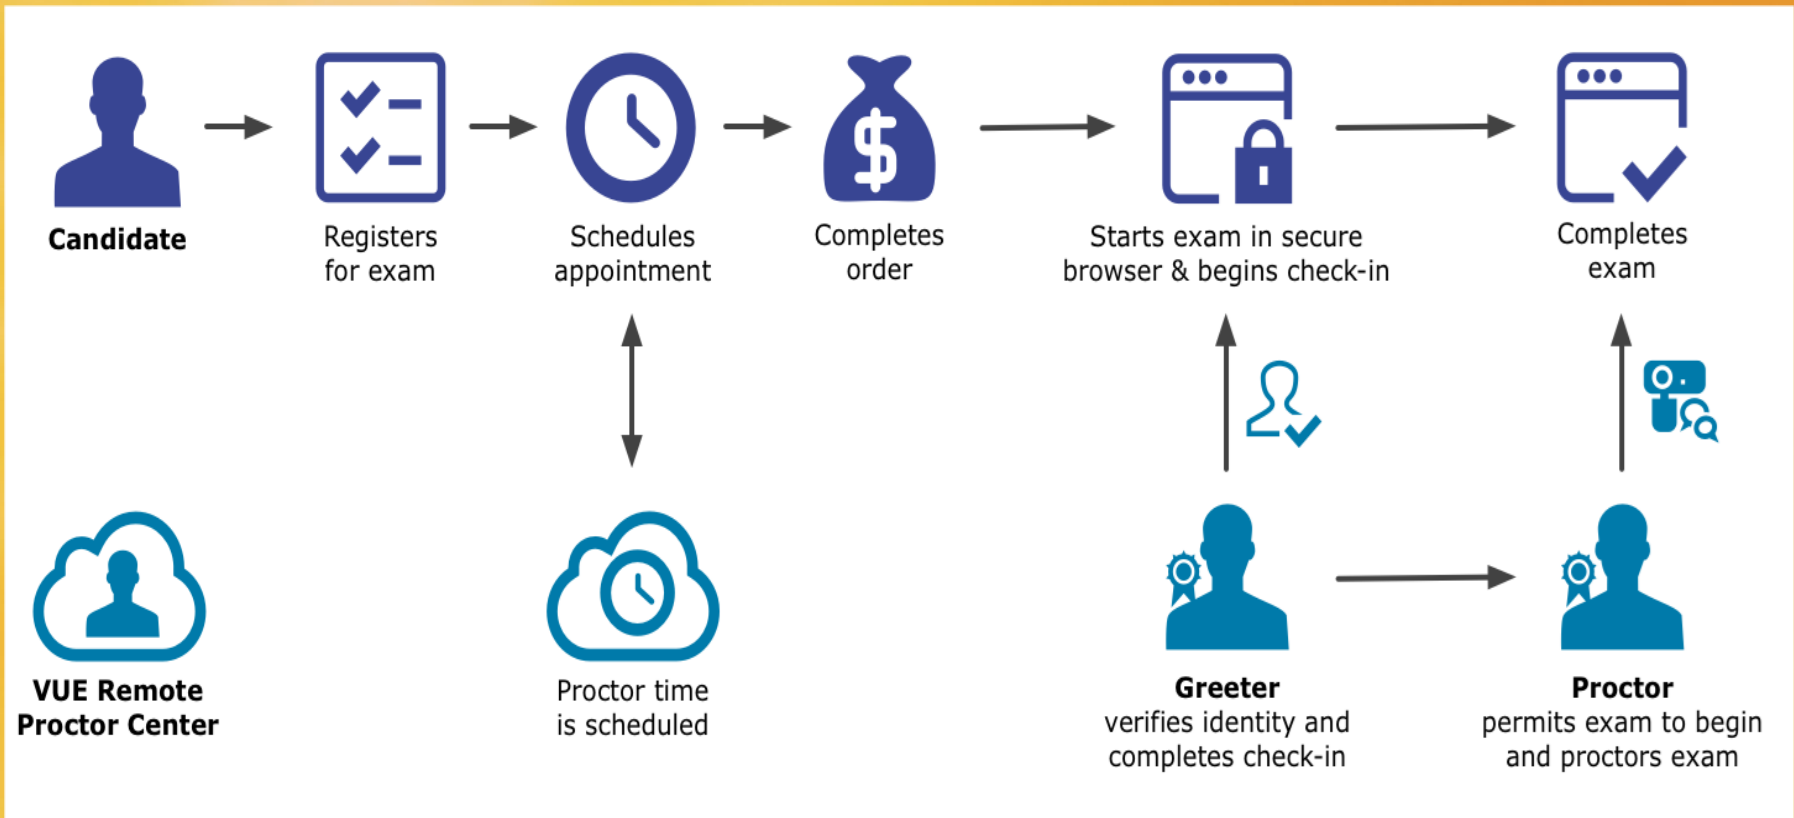 Candidate
Registers
for exam
Schedules
appointment
Completes
order
Starts exam in secure
browser & begins check-in
Completes
exam
VUE Remote
Proctor Center
Proctor time
is scheduled
Greeter
verifies identity and
completes check-in
Proctor
permits exam to begin
and proctors exam